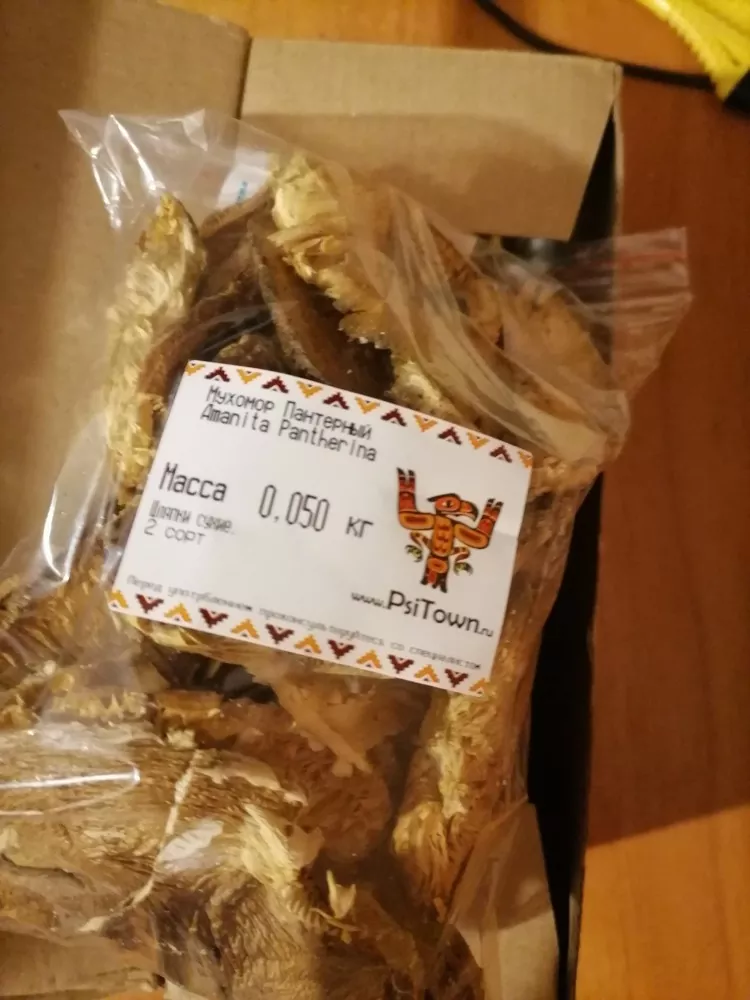 Мухомор Пантерный
Amanita Pantherina
Масса 0,050 кг
Шляпки сухие.
2 сорт
www.PsiTown.ru
Перед употреблением проконсультируйтесь со специалистом